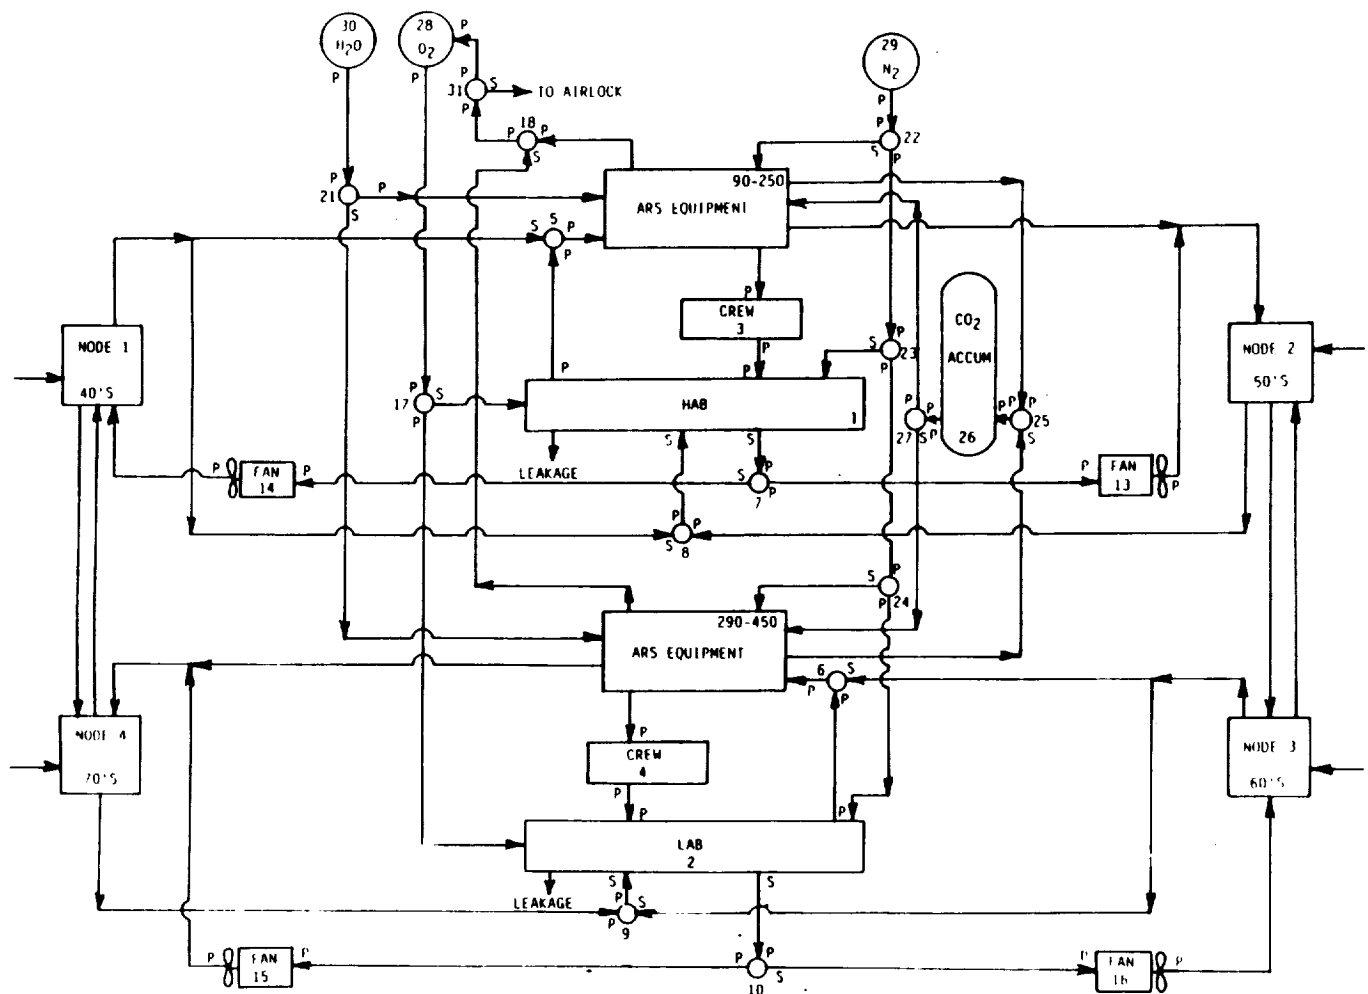 30
H2O
28
O2
29
N2
P
P
P
P
P
31
S
TO AIRLOCK
P
18
P
P
S
P
22
S
P
P
21
P
S
90-250
ARS EQUIPMENT
5
S
P
P
P
CREW
3
P
P
P
S
P
23
P
CO2
ACCUM
26
NODE 1
40'S
NODE 2
50'S
P
17
S
P
HAB
1
P
P
27
S
P
P
P
P
25
S
LEAKAGE
S
S
P
FAN
14
P
S
P
P
7
P
FAN
13
P
P
P
S
8
S
P
P
24
S
290-450
ARS EQUIPMENT
6
S
P
P
P
CREW
4
P
P
P
NODE 4
70'S
NODE 3
60'S
LAB
2
LEAKAGE
S
P
S
P
9
S
P
FAN
15
P
P
P
S
10
P
FAN
16
P